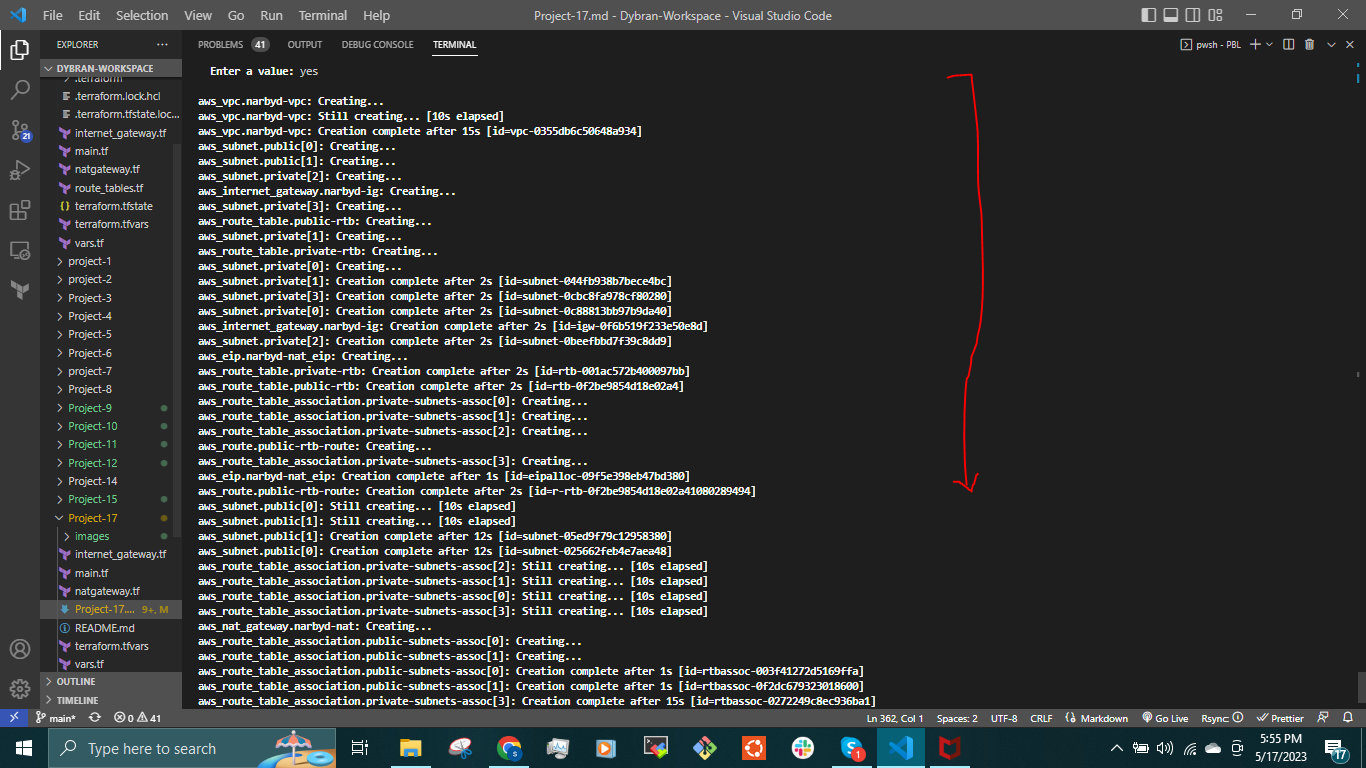 File Edit Selection View Go Run Terminal Help
Project-17.md - Dybran-Workspace - Visual Studio Code
EXPLORER
DYBRAN-WORKSPACE
.terraform
.terraform.lock.hcl
.terraform.tfstate.loc...
internet_gateway.tf
main.tf
natgateway.tf
route_tables.tf
terraform.tfstate
terraform.tfvars
vars.tf
project-1
project-2
Project-3
Project-4
Project-5
Project-6
project-7
Project-8
Project-9
Project-10
Project-11
Project-12
Project-14
Project-15
Project-17
images
internet_gateway.tf
main.tf
natgateway.tf
Project-17.... 9+, M
README.md
terraform.tfvars
vars.tf
OUTLINE
TIMELINE
21
PROBLEMS 41 OUTPUT DEBUG CONSOLE TERMINAL
pwsh - PBL
Enter a value: yes
aws_vpc.narbyd-vpc: Creating...
aws_vpc.narbyd-vpc: Still creating... [10s elapsed]
aws_vpc.narbyd-vpc: Creation complete after 15s [id=vpc-0355db6c50648a934]
aws_subnet.public[0]: Creating...
aws_subnet.public[1]: Creating...
aws_subnet.private[2]: Creating...
aws_internet_gateway.narbyd-ig: Creating...
aws_subnet.private[3]: Creating...
aws_route_table.public-rtb: Creating...
aws_subnet.private[1]: Creating...
aws_route_table.private-rtb: Creating...
aws_subnet.private[0]: Creating...
aws_subnet.private[1]: Creation complete after 2s [id=subnet-044fb938b7bece4bc]
aws_subnet.private[3]: Creation complete after 2s [id=subnet-0cbc8fa978cf80280]
aws_subnet.private[0]: Creation complete after 2s [id=subnet-0c88813bb97b9da40]
aws_internet_gateway.narbyd-ig: Creation complete after 2s [id=igw-0f6b519f233e50e8d]
aws_subnet.private[2]: Creation complete after 2s [id=subnet-0beefbbd7f39c8dd9]
aws_eip.narbyd-nat_eip: Creating...
aws_route_table.private-rtb: Creation complete after 2s [id=rtb-001ac572b400097bb]
aws_route_table.public-rtb: Creation complete after 2s [id=rtb-0f2be9854d18e02a4]
aws_route_table_association.private-subnets-assoc[0]: Creating...
aws_route_table_association.private-subnets-assoc[1]: Creating...
aws_route_table_association.private-subnets-assoc[2]: Creating...
aws_route.public-rtb-route: Creating...
aws_route_table_association.private-subnets-assoc[3]: Creating...
aws_eip.narbyd-nat_eip: Creation complete after 1s [id=eipalloc-09f5e398eb47bd380]
aws_route.public-rtb-route: Creation complete after 2s [id=r-rtb-0f2be9854d18e02a41080289494]
aws_subnet.public[0]: Still creating... [10s elapsed]
aws_subnet.public[1]: Still creating... [10s elapsed]
aws_subnet.public[1]: Creation complete after 12s [id=subnet-05ed9f79c12958380]
aws_subnet.public[0]: Creation complete after 12s [id=subnet-025662feb4e7aea48]
aws_route_table_association.private-subnets-assoc[2]: Still creating... [10s elapsed]
aws_route_table_association.private-subnets-assoc[1]: Still creating... [10s elapsed]
aws_route_table_association.private-subnets-assoc[0]: Still creating... [10s elapsed]
aws_route_table_association.private-subnets-assoc[3]: Still creating... [10s elapsed]
aws_nat_gateway.narbyd-nat: Creating...
aws_route_table_association.public-subnets-assoc[0]: Creating...
aws_route_table_association.public-subnets-assoc[1]: Creating...
aws_route_table_association.public-subnets-assoc[0]: Creation complete after 1s [id=rtbassoc-003f41272d5169ffa]
aws_route_table_association.public-subnets-assoc[1]: Creation complete after 1s [id=rtbassoc-0f2dc679323018600]
aws_route_table_association.private-subnets-assoc[3]: Creation complete after 15s [id=rtbassoc-0272249c8ec936ba1]
main* 0 41 Ln 362, Col 1 Spaces: 2 UTF-8 CRLF Markdown Go Live Rsync: Prettier
Type here to search
1
5:55 PM
5/17/2023
17